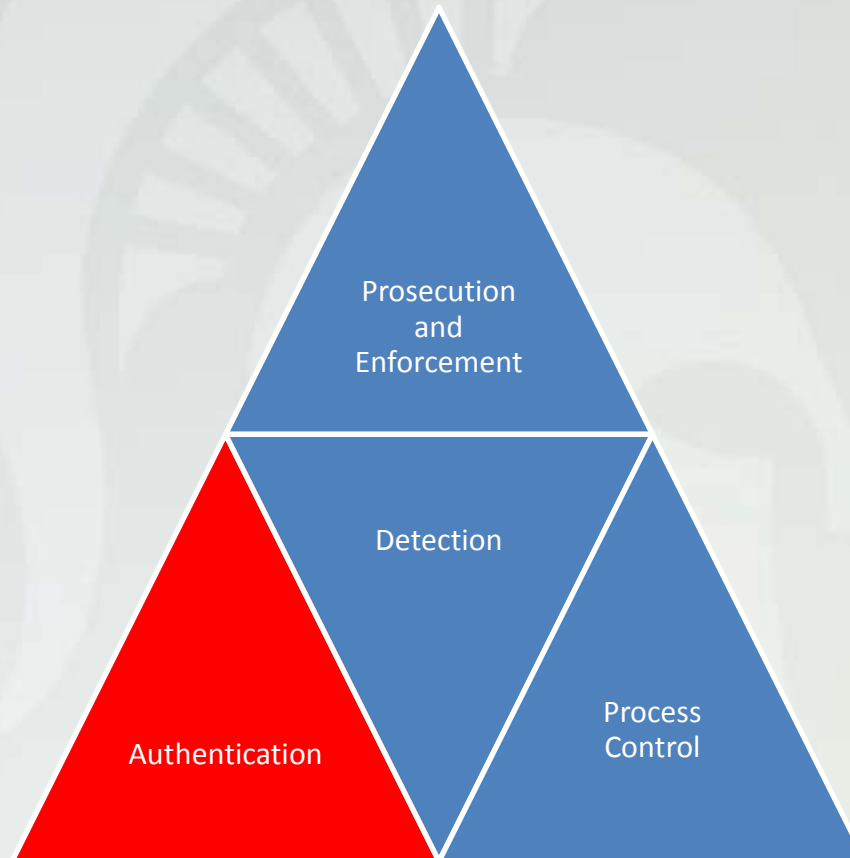 Prosecution
and
Enforcement
Detection
Authentication
Process
Control